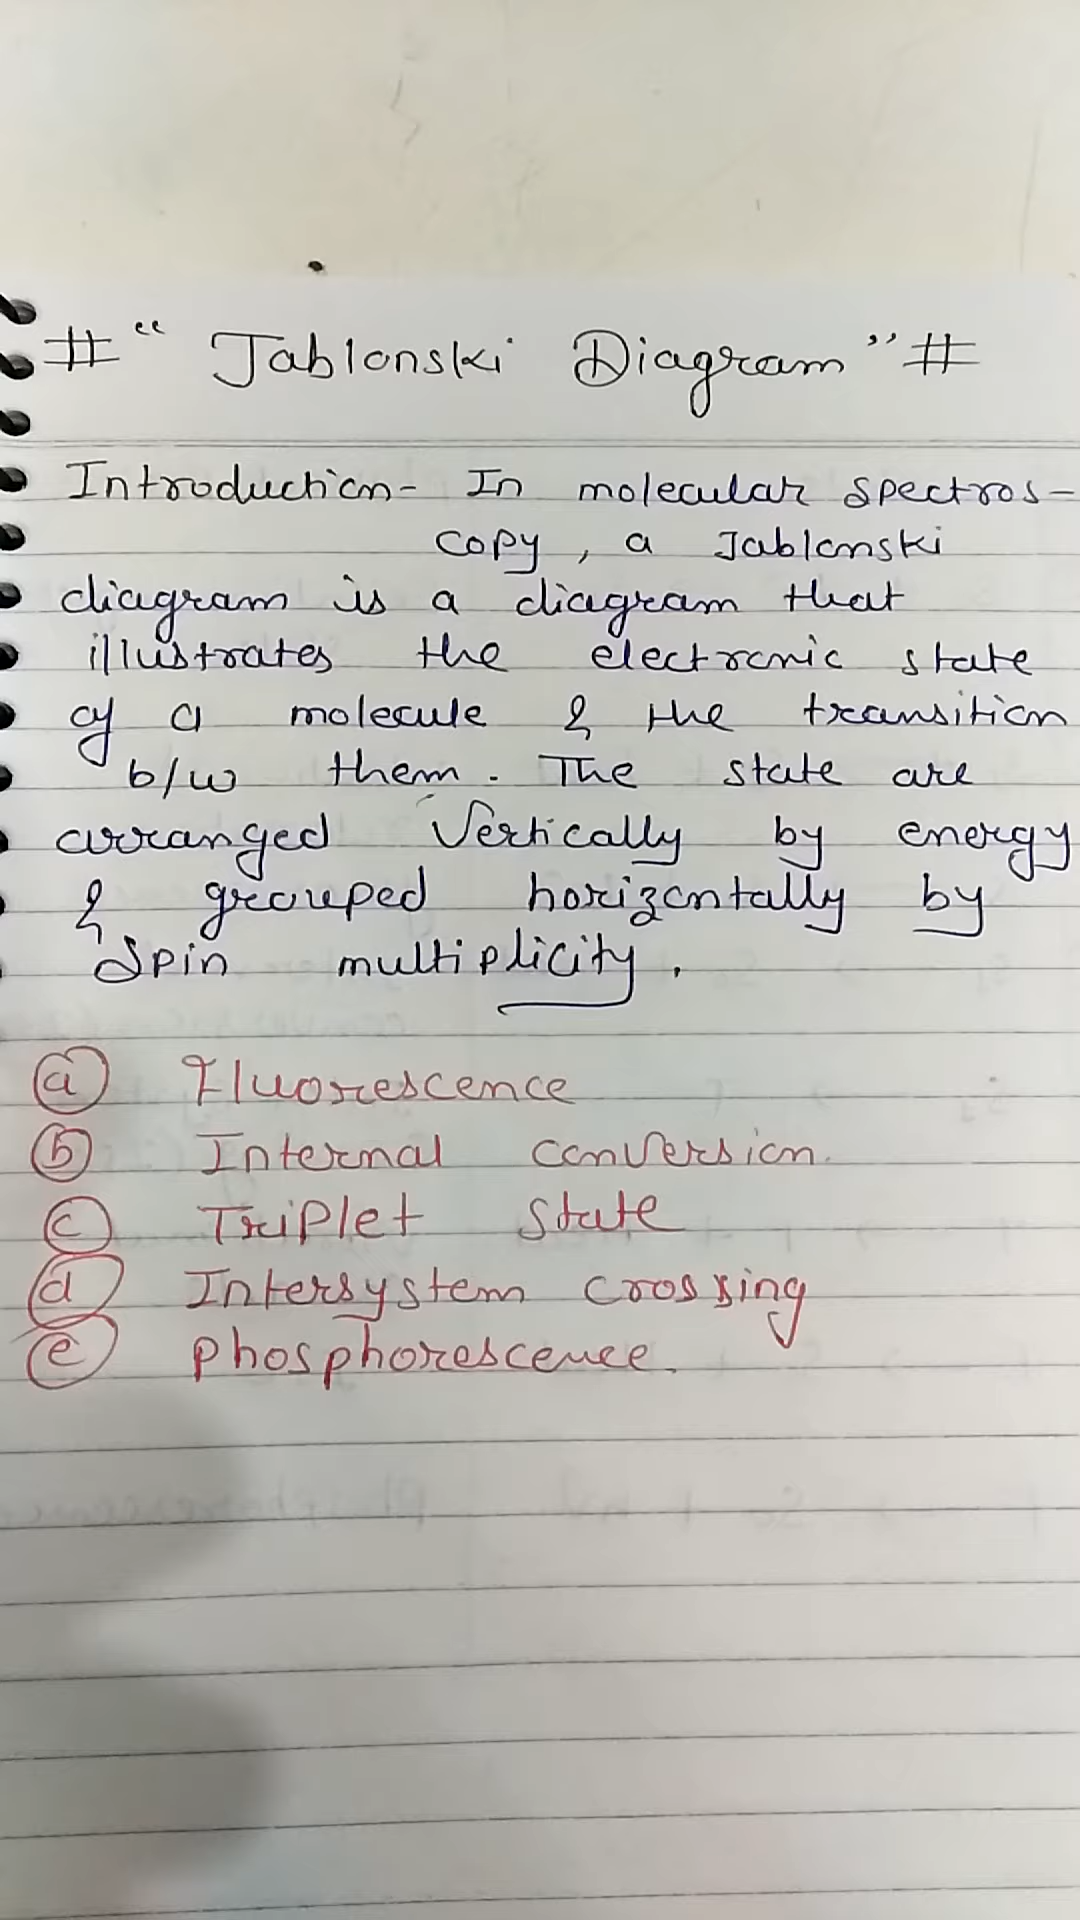 # " Jablonski Diagram " #
Introduction- In molecular spectros-
copy, a Jablonski
diagram is a diagram that
illustrates the electronic state
of a molecule & the transition
b/w them. The state are
arranged vertically by energy
& grouped horizontally by
spin multiplicity.
a Fluorescence
b Internal conversion.
c Triplet state
d Intersystem crossing
e phosphorescence.